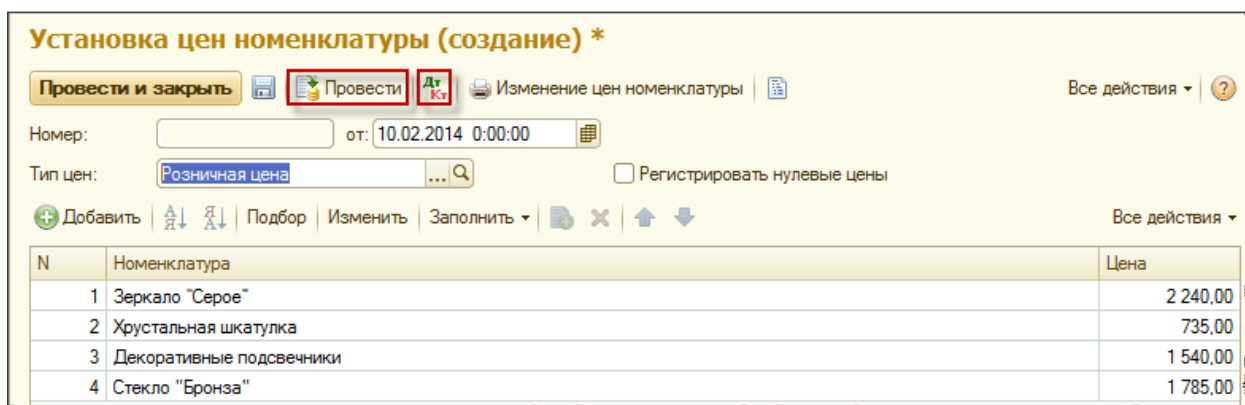 Установка цен номенклатуры (создание) *
Провести и закрыть Провести Дт Кт Изменение цен номенклатуры Все действия ?
Номер: от: 10.02.2014 0:00:00
Тип цен: Розничная цена ... Регистрировать нулевые цены
Добавить А Я Я А Подбор Изменить Заполнить Все действия
N Номенклатура Цена
1 Зеркало "Серое" 2 240,00
2 Хрустальная шкатулка 735,00
3 Декоративные подсвечники 1 540,00
4 Стекло "Бронза" 1 785,00